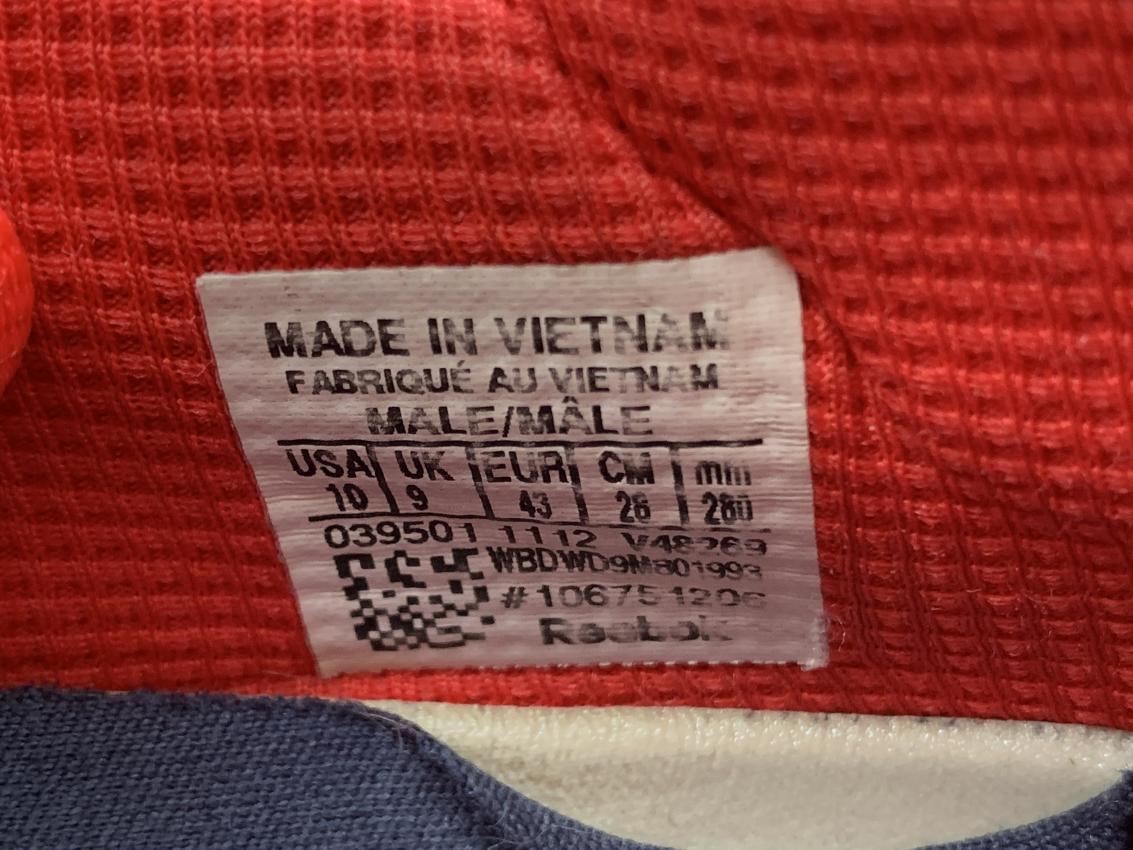 MADE IN VIETNAM
FABRIQUÉ AU VIETNAM
MALE/MÂLE
USA UK EUR CM mm
10 9 43 28 280
039501 1112 V48269
WBDWD9M801993
#106751206
Reebok